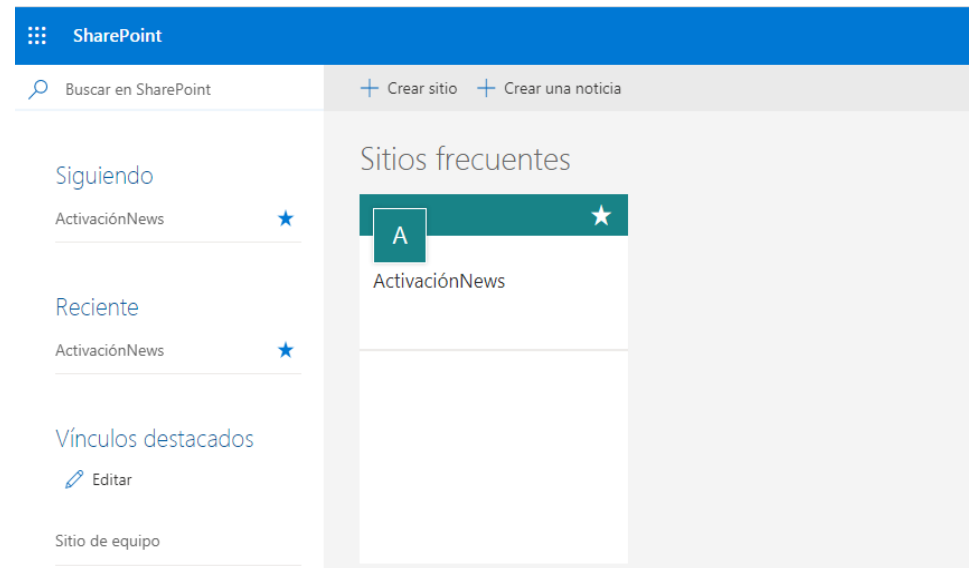 SharePoint
Buscar en SharePoint
Crear sitio
Crear una noticia
Siguiendo
ActivaciónNews
Reciente
ActivaciónNews
Vínculos destacados
Editar
Sitio de equipo
Sitios frecuentes
A
ActivaciónNews